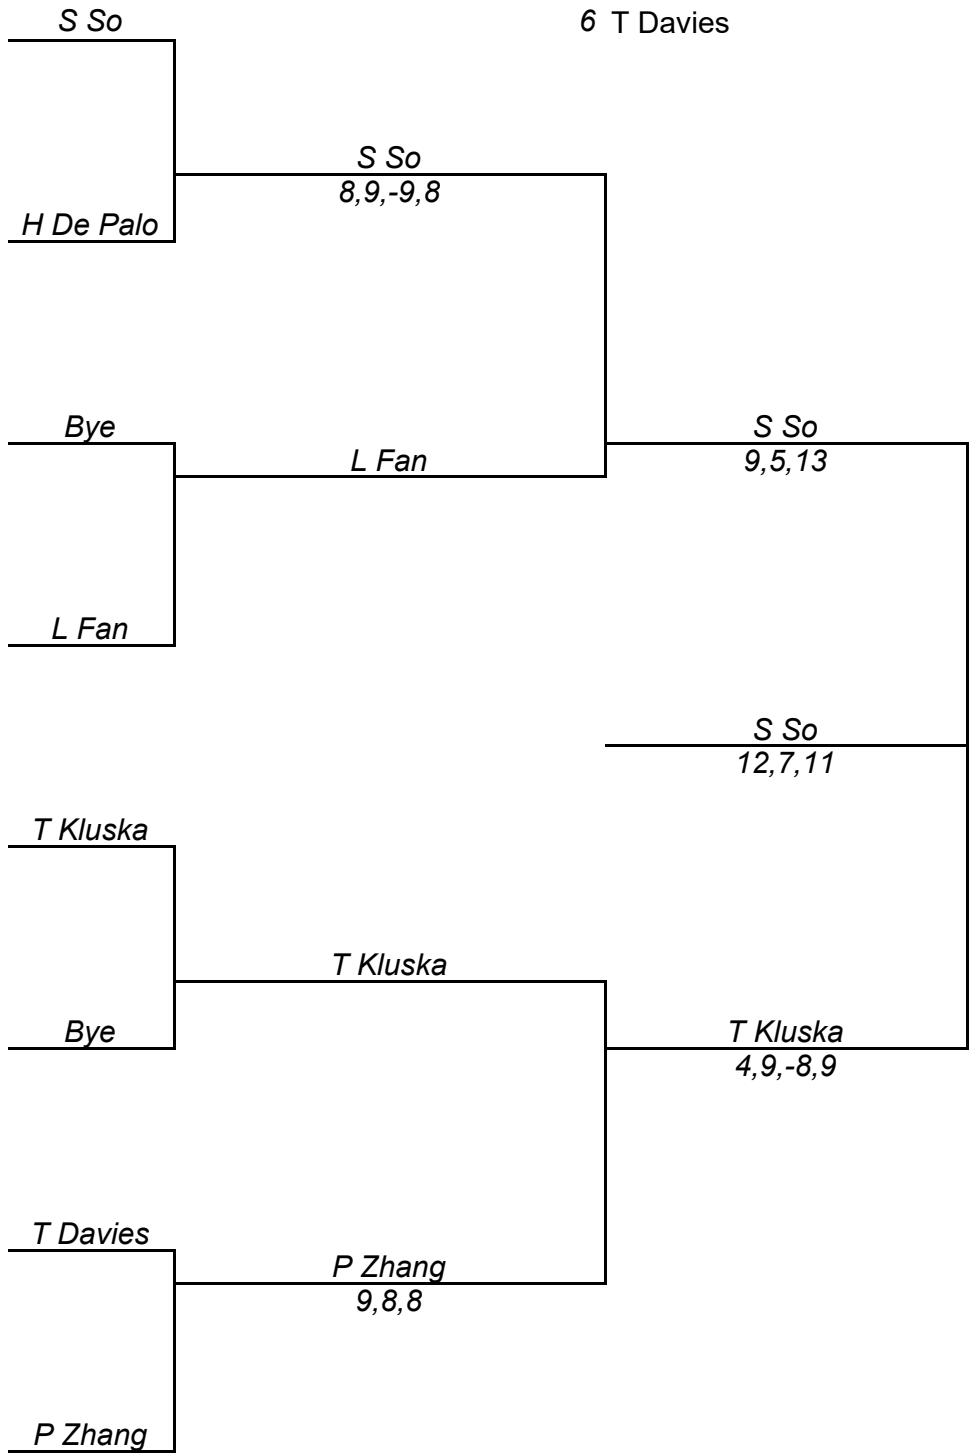 S So
6 T Davies
S So
8,9,-9,8
H De Palo
Bye
S So
L Fan
9,5,13
L Fan
S So
12,7,11
T Kluska
T Kluska
Bye
T Kluska
4,9,-8,9
T Davies
P Zhang
9,8,8
P Zhang